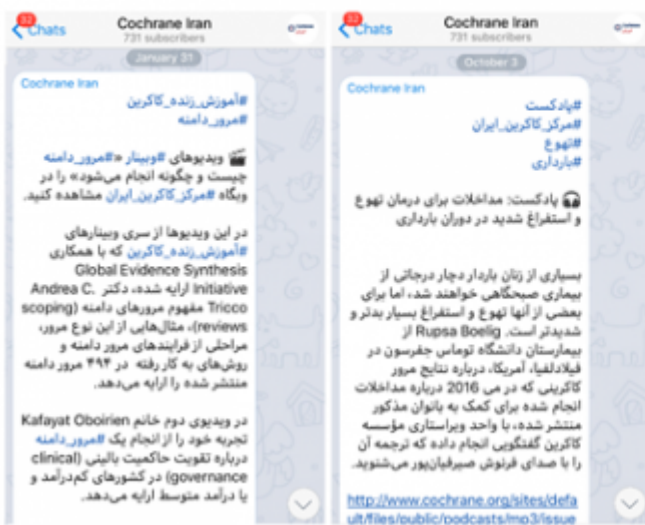 32
Chats
Cochrane Iran
731 subscribers
January 31
Cochrane Iran
#آموزش_زنده_کاکرین
#مرور_دامنه
🎬 ویدیوهای #وبینار «#مرور_دامنه
چیست و چگونه انجام می‌شود» را در
وبگاه #مرکز_کاکرین_ایران مشاهده کنید.
در این ویدیوها از سری وبینارهای
#آموزش_زنده_کاکرین که با همکاری
Global Evidence Synthesis
Initiative ارایه شده، دکتر Andrea C.
Tricco مفهوم مرورهای دامنه (scoping
reviews)، مثال‌هایی از این نوع مرور،
مراحلی از فرایندهای مرور دامنه و
روش‌های به کار رفته در ۴۹۴ مرور دامنه
منتشر شده را ارایه می‌دهد.
در ویدیوی دوم خانم Kafayat Oboirien
تجربه خود را از انجام یک #مرور_دامنه
درباره تقویت حاکمیت بالینی (clinical
governance) در کشورهای کم‌درآمد و
یا درآمد متوسط ارایه می‌دهد.
32
Chats
Cochrane Iran
731 subscribers
October 3
Cochrane Iran
#پادکست
#مرکز_کاکرین_ایران
#تهوع
#بارداری
🎧 پادکست: مداخلات برای درمان تهوع
و استفراغ شدید در دوران بارداری
بسیاری از زنان باردار دچار درجاتی از
بیماری صبحگاهی خواهند شد، اما برای
بعضی از آنها تهوع و استفراغ بسیار بدتر و
شدیدتر است. Rupsa Boelig از
بیمارستان دانشگاه توماس جفرسون در
فیلادلفیا، آمریکا، درباره نتایج مرور
کاکرینی که در می 2016 درباره مداخلات
انجام شده برای کمک به بانوان مذکور
منتشر شده، با واحد ویراستاری مؤسسه
کاکرین گفتگویی انجام داده که ترجمه آن
را با صدای فرنوش صیرفیان‌پور می‌شنوید.
http://www.cochrane.org/sites/defa
ult/files/public/podcasts/mp3/issue